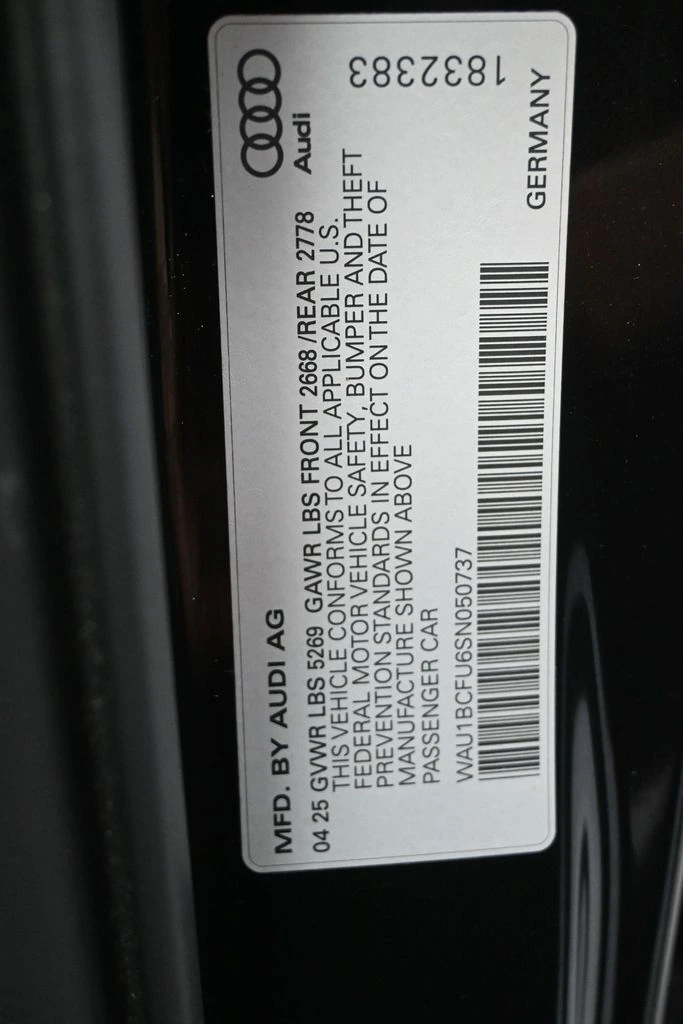 MFD. BY AUDI AG
Audi
04 25 GVWR LBS 5269 GAWR LBS FRONT 2668 /REAR 2778
THIS VEHICLE CONFORMS TO ALL APPLICABLE U.S.
FEDERAL MOTOR VEHICLE SAFETY, BUMPER AND THEFT
PREVENTION STANDARDS IN EFFECT ON THE DATE OF
MANUFACTURE SHOWN ABOVE
PASSENGER CAR
WAU1BCFU6SN050737
GERMANY
1832383